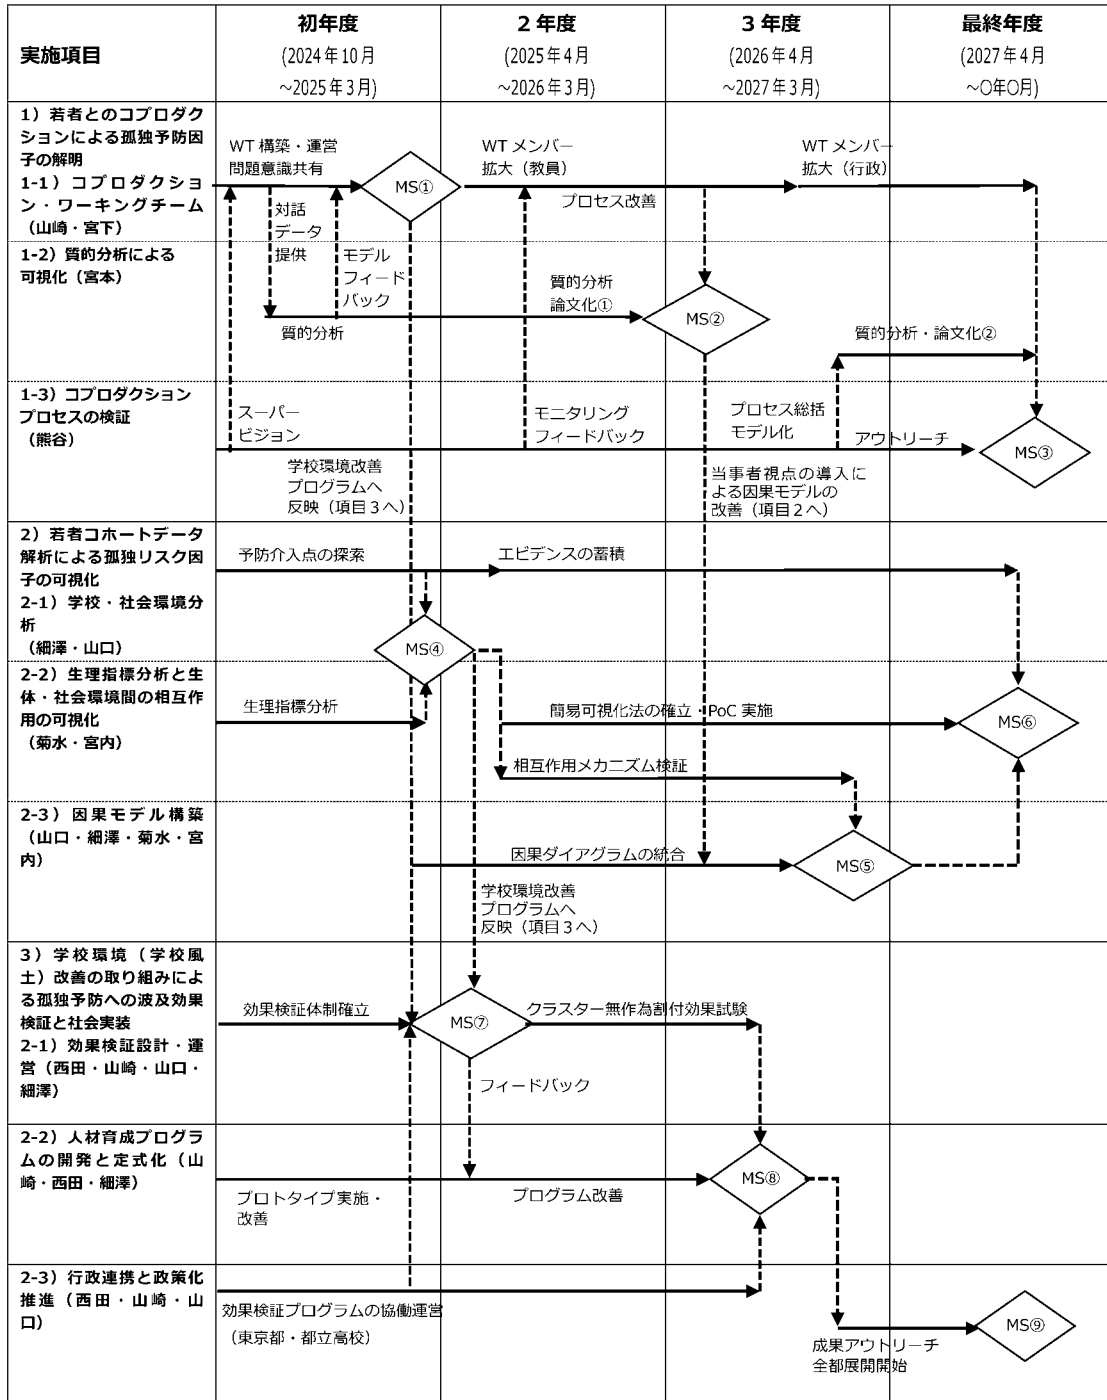 実施項目
初年度
(2024年10月
～2025年3月)
２年度
(2025年4月
～2026年3月)
３年度
(2026年4月
～2027年3月)
最終年度
(2027年4月
～〇年〇月)
1）若者とのコプロダク
ションによる孤独予防因
子の解明
1-1）コプロダクショ
ン・ワーキングチーム
（山崎・宮下）
WT 構築・運営
問題意識共有
MS①
WT メンバー
拡大（教員）
プロセス改善
WT メンバー
拡大（行政）
対話
データ
提供
モデル
フィード
バック
1-2）質的分析による
可視化（宮本）
質的分析
質的分析
論文化①
MS②
質的分析・論文化②
1-3）コプロダクション
プロセスの検証
（熊谷）
スーパー
ビジョン
モニタリング
フィードバック
プロセス総括
モデル化
アウトリーチ
MS③
学校環境改善
プログラムへ
反映（項目３へ）
当事者視点の導入に
よる因果モデルの
改善（項目２へ）
2）若者コホートデータ
解析による孤独リスク因
子の可視化
2-1）学校・社会環境分
析
（細澤・山口）
予防介入点の探索
エビデンスの蓄積
MS④
2-2）生理指標分析と生
体・社会環境間の相互作
用の可視化
（菊水・宮内）
生理指標分析
簡易可視化法の確立・PoC 実施
MS⑥
相互作用メカニズム検証
2-3）因果モデル構築
（山口・細澤・菊水・宮
内）
因果ダイアグラムの統合
MS⑤
学校環境改善
プログラムへ
反映（項目３へ）
3）学校環境（学校風
土）改善の取り組みによ
る孤独予防への波及効果
検証と社会実装
2-1）効果検証設計・運
営（西田・山崎・山口・
細澤）
効果検証体制確立
MS⑦
クラスター無作為割付効果試験
フィードバック
2-2）人材育成プログラ
ムの開発と定式化（山
崎・西田・細澤）
プロトタイプ実施・
改善
プログラム改善
MS⑧
2-3）行政連携と政策化
推進（西田・山崎・山
口）
効果検証プログラムの協働運営
（東京都・都立高校）
成果アウトリーチ
全都展開開始
MS⑨